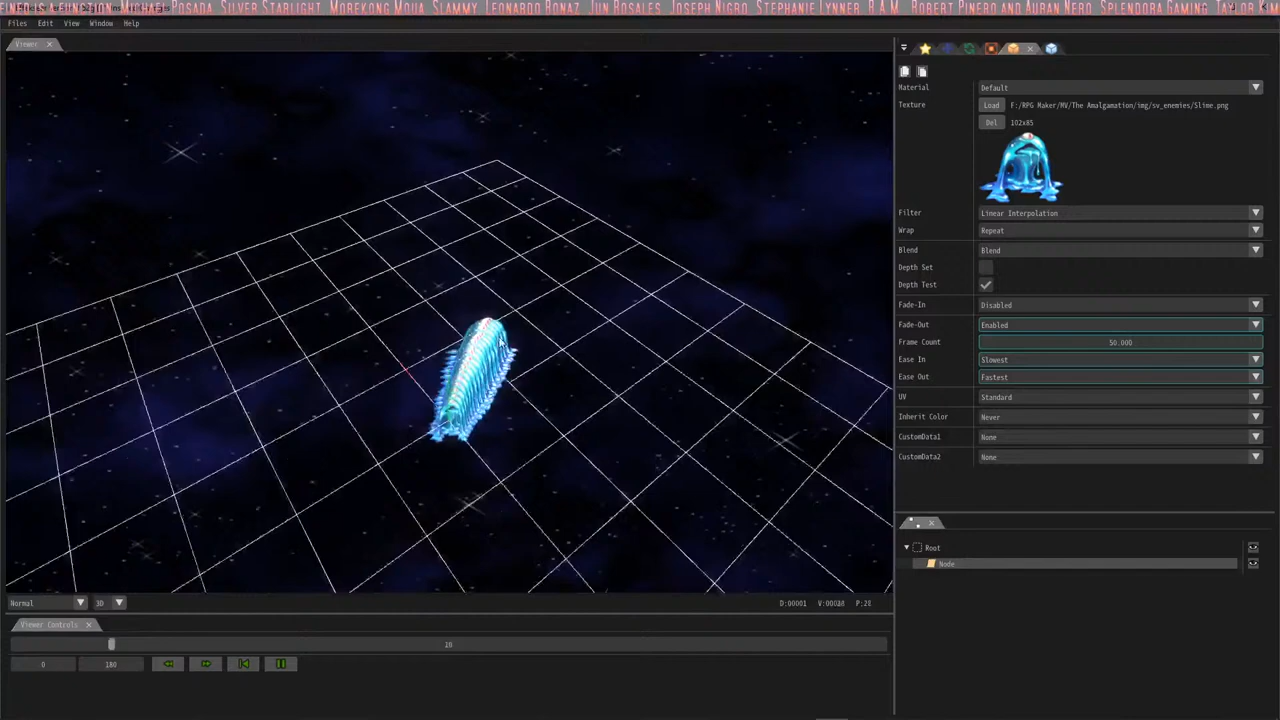 Posada Silver Starlight Morekong Moua Slammy Leonardo Bonaz Jun Rosales Jason Posada Joseph Nigro Stephanie Lynner R.A.M. Robert Pinero and Auban Nero Splendora Gaming
Files Edit View Window Help
Viewer
Material Default
Texture Load F:/RPG Maker/MV/The Amalgamation/img/sv_enemies/Slime.png
Del 102x85
Filter Linear Interpolation
Wrap Repeat
Blend Blend
Depth Set
Depth Test
Fade-In Disabled
Fade-Out Enabled
Frame Count 50.000
Ease In Slowest
Ease Out Fastest
UV Standard
Inherit Color Never
CustomData1 None
CustomData2 None
Root
Node
Normal 3D D:00001 P:28
Viewer Controls
0 180